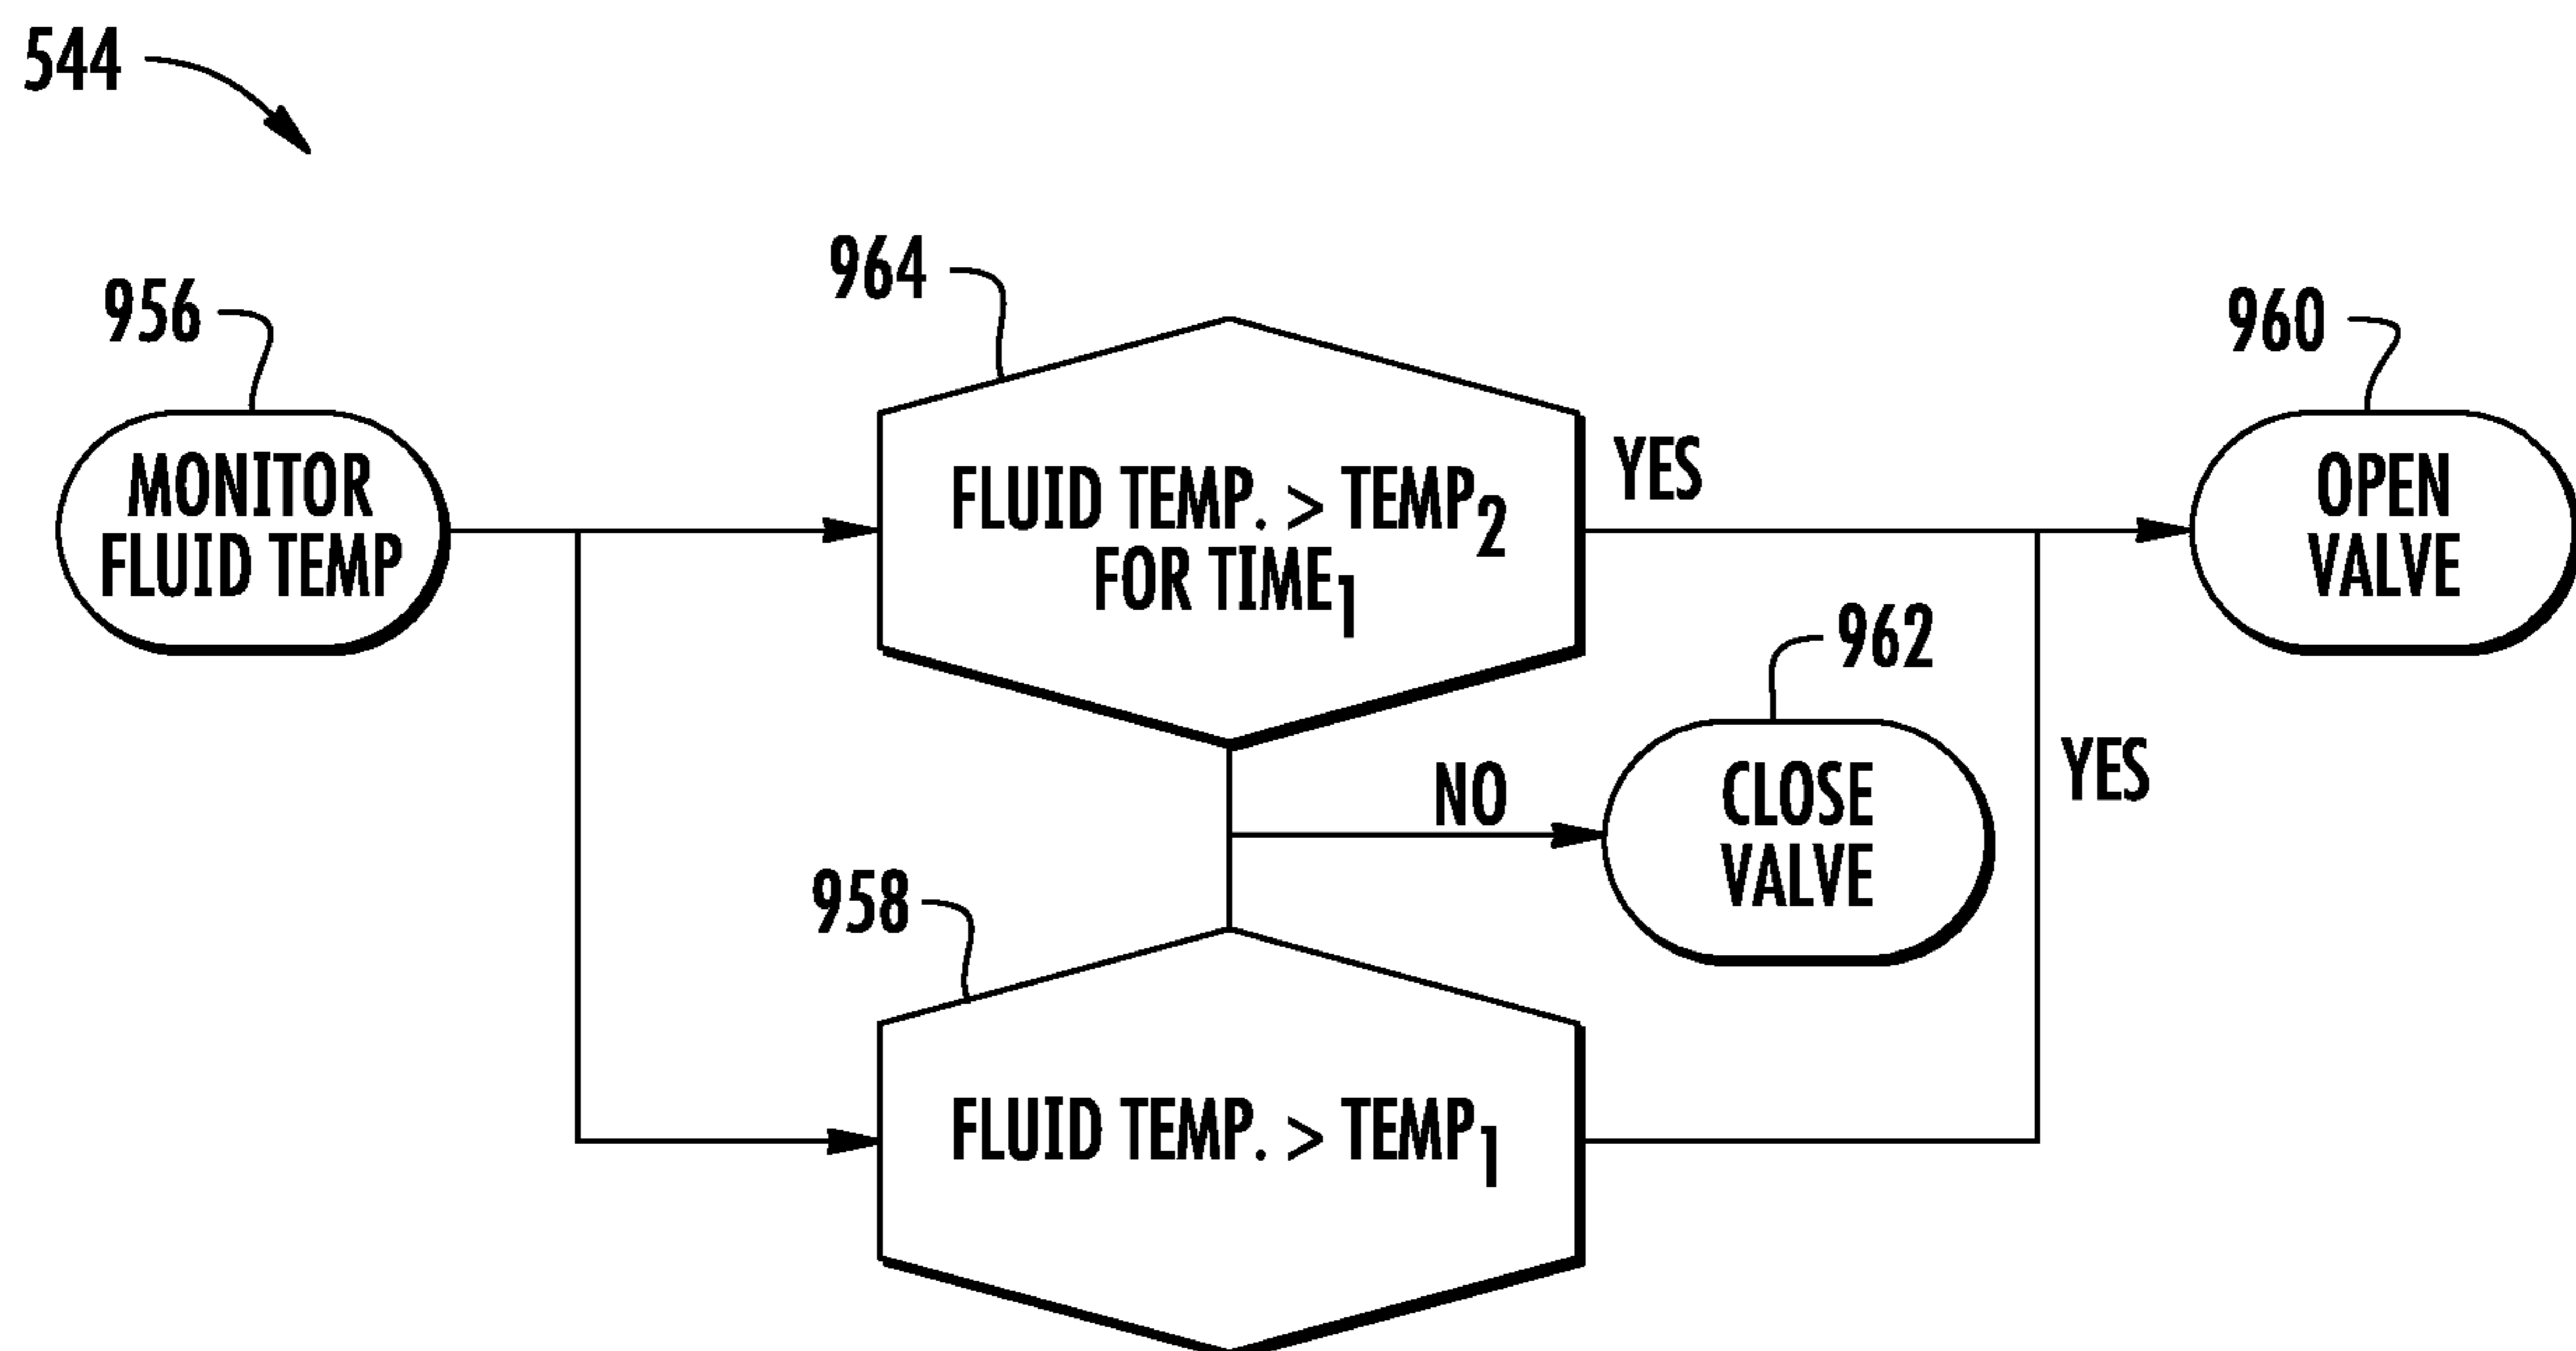 544
956
MONITOR
FLUID TEMP
964
FLUID TEMP. > TEMP₂
FOR TIME₁
YES
960
OPEN
VALVE
962
NO
CLOSE
VALVE
YES
958
FLUID TEMP. > TEMP₁